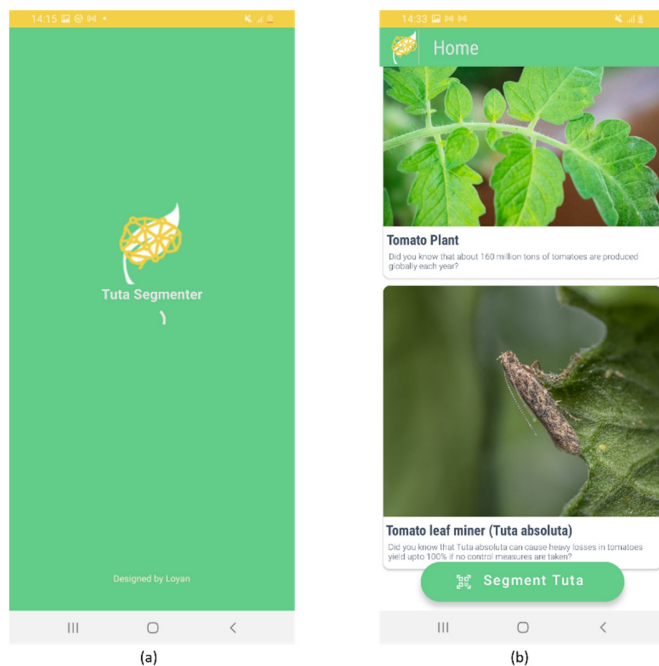 14:15
Tuta Segmenter
Designed by Loyan
(a)
14:33
Home
Tomato Plant
Did you know that about 160 million tons of tomatoes are produced
globally each year?
Tomato leaf miner (Tuta absoluta)
Did you know that Tuta absoluta can cause heavy losses in tomatoes
yield upto 100% if no control measures are taken?
Segment Tuta
(b)